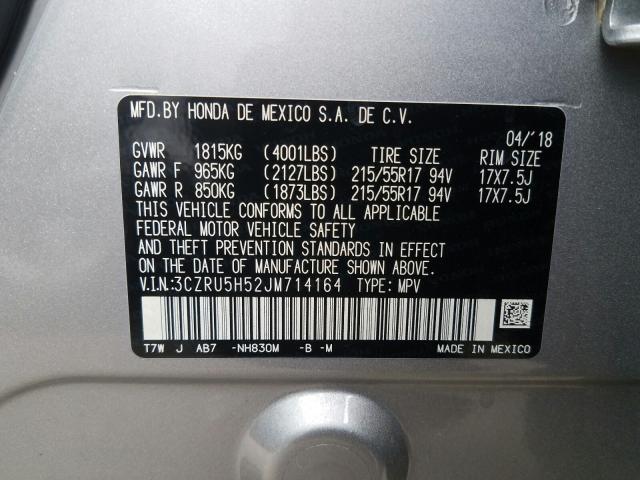 MFD.BY HONDA DE MEXICO S.A. DE C.V.
04/'18
GVWR 1815KG (4001LBS) TIRE SIZE RIM SIZE
GAWR F 965KG (2127LBS) 215/55R17 94V 17X7.5J
GAWR R 850KG (1873LBS) 215/55R17 94V 17X7.5J
THIS VEHICLE CONFORMS TO ALL APPLICABLE
FEDERAL MOTOR VEHICLE SAFETY
AND THEFT PREVENTION STANDARDS IN EFFECT
ON THE DATE OF MANUFACTURE SHOWN ABOVE.
V.I.N.:3CZRU5H52JM714164 TYPE: MPV
T7W J AB7 -NH830M -B -M
MADE IN MEXICO